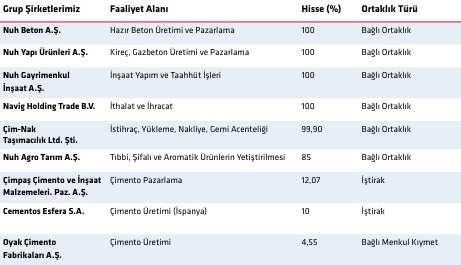 Grup Şirketlerimiz Faaliyet Alanı Hisse (%) Ortaklık Türü
Nuh Beton A.Ş. Hazır Beton Üretimi ve Pazarlama 100 Bağlı Ortaklık
Nuh Yapı Ürünleri A.Ş. Kireç, Gazbeton Üretimi ve Pazarlama 100 Bağlı Ortaklık
Nuh Gayrimenkul İnşaat Yapım ve Taahhüt İşleri 100 Bağlı Ortaklık
İnşaat A.Ş.
Navig Holding Trade B.V. İthalat ve İhracat 100 Bağlı Ortaklık
Çim-Nak İstihraç, Yükleme, Nakliye, Gemi Acenteliği 99,90 Bağlı Ortaklık
Taşımacılık Ltd. Şti.
Nuh Agro Tarım A.Ş. Tıbbi, Şifalı ve Aromatik Ürünlerin Yetiştirilmesi 85 Bağlı Ortaklık
Çimpaş Çimento ve İnşaat Çimento Pazarlama 12,07 İştirak
Malzemeleri. Paz. A.Ş.
Cementos Esfera S.A. Çimento Üretimi (İspanya) 10 İştirak
Oyak Çimento Çimento Üretimi 4,55 Bağlı Menkul Kıymet
Fabrikaları A.Ş.